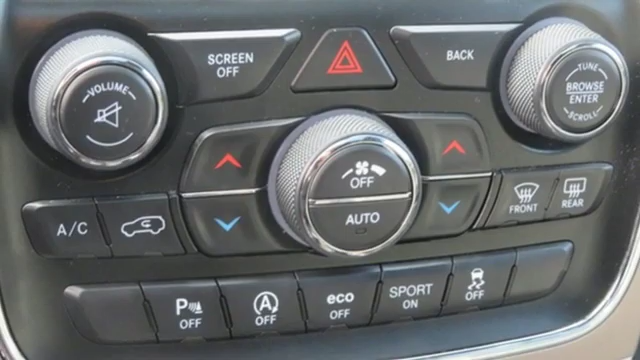 VOLUME
SCREEN
OFF
BACK
TUNE
BROWSE
ENTER
SCROLL
OFF
AUTO
A/C
FRONT
REAR
P
OFF
A
OFF
eco
OFF
SPORT
ON
OFF